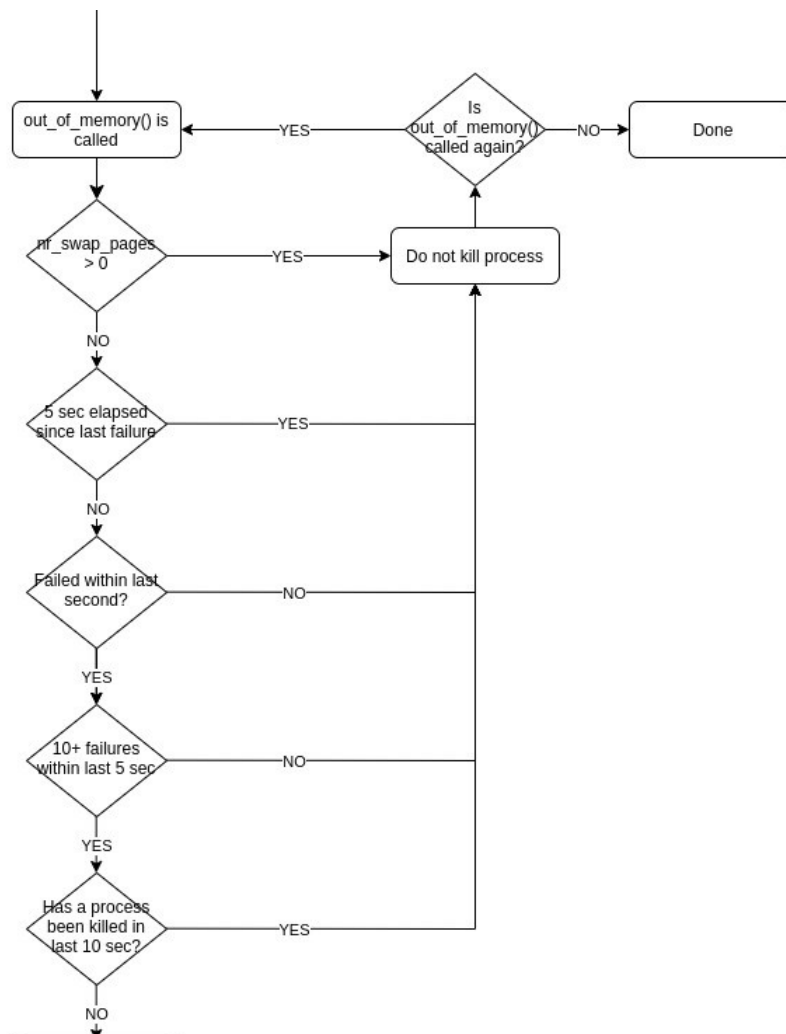 out_of_memory() is
called
Is
out_of_memory()
called again?
YES
NO
Done
nr_swap_pages
> 0
YES
Do not kill process
NO
5 sec elapsed
since last failure
YES
NO
Failed within last
second?
NO
YES
10+ failures
within last 5 sec
NO
YES
Has a process
been killed in
last 10 sec?
YES
NO